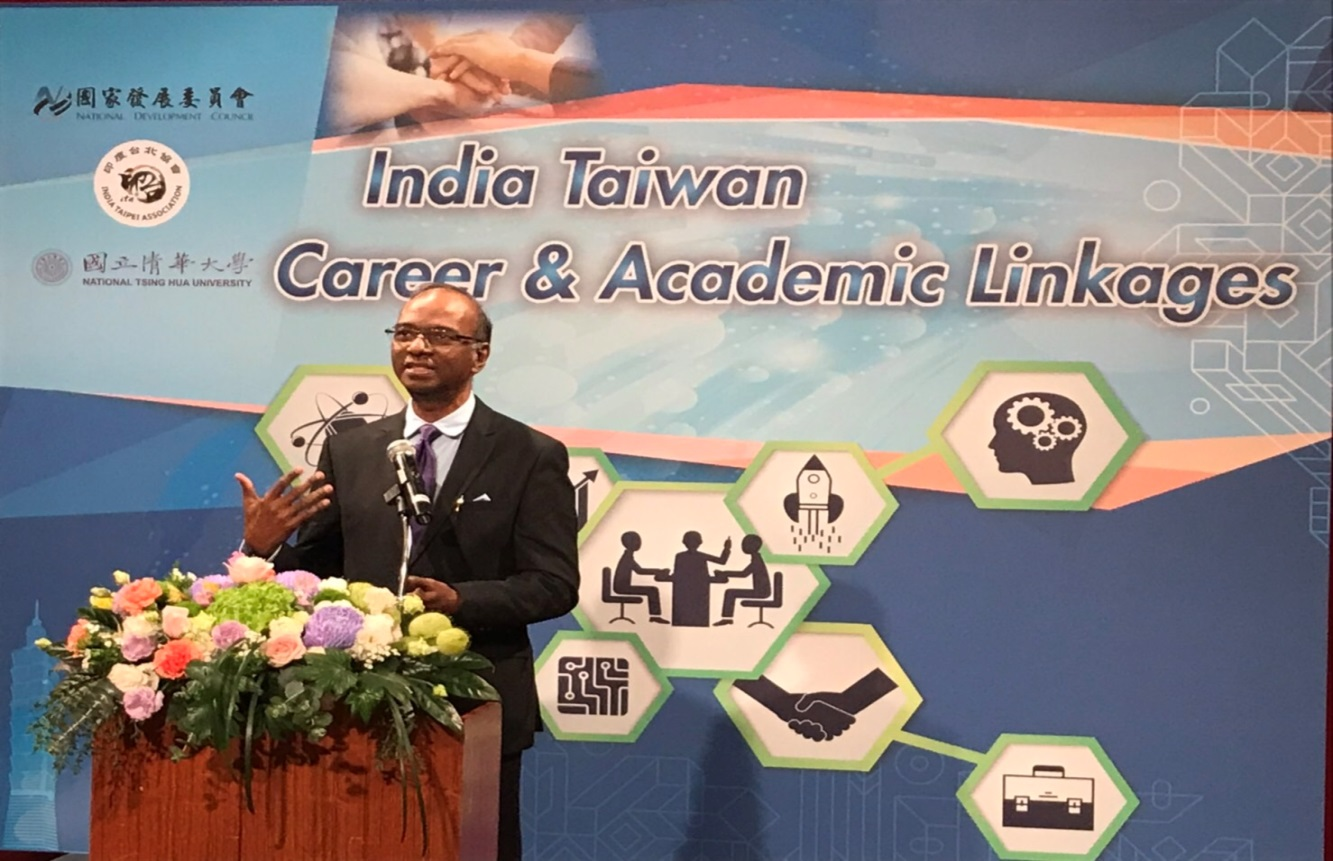 國家發展委員會
NATIONAL DEVELOPMENT COUNCIL
印度台北協會
ita
INDIA TAIPEI ASSOCIATION
國立清華大學
NATIONAL TSING HUA UNIVERSITY
India Taiwan
Career & Academic Linkages